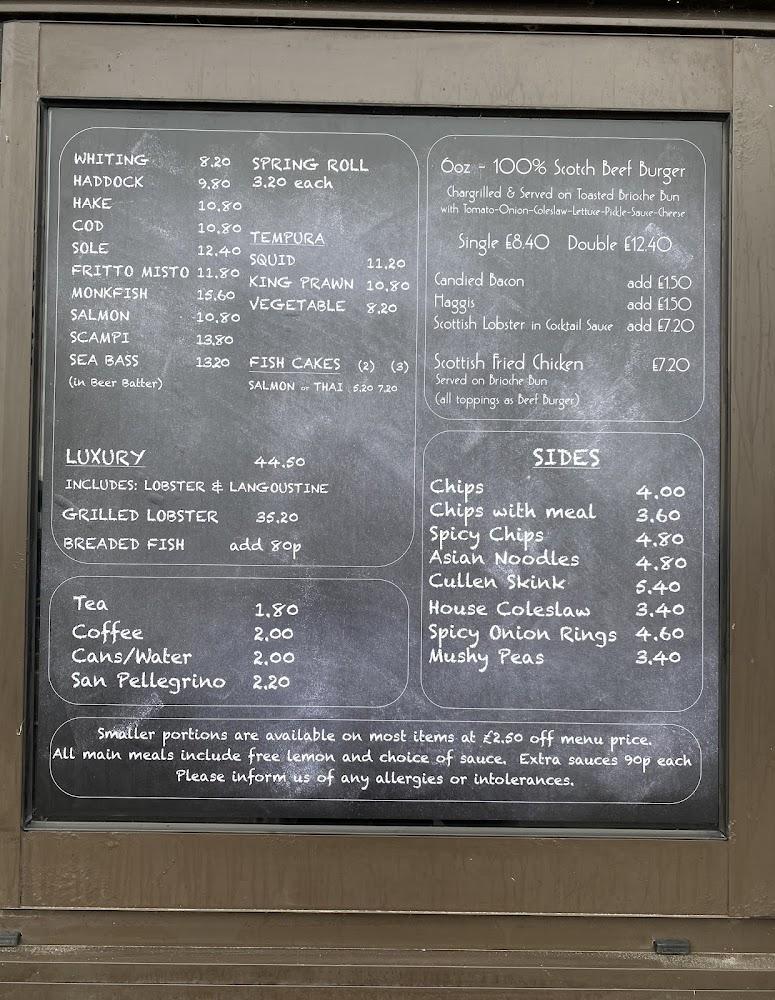 WHITING 8.20
HADDOCK 9.80
HAKE 10.80
COD 10.80
SOLE 12.40
FRITTO MISTO 11.80
MONKFISH 15.60
SALMON 10.80
SCAMPI 13.80
SEA BASS 13.20
(in Beer Batter)
SPRING ROLL
3.20 each
TEMPURA
SQUID 11.20
KING PRAWN 10.80
VEGETABLE 8.20
FISH CAKES (2) (3)
SALMON or THAI 5.20 7.20
LUXURY 44.50
INCLUDES: LOBSTER & LANGOUSTINE
GRILLED LOBSTER 35.20
BREADED FISH add 80p
Tea 1.80
Coffee 2.00
Cans/Water 2.00
San Pellegrino 2.20
6oz - 100% Scotch Beef Burger
Chargrilled & Served on Toasted Brioche Bun
with Tomato-Onion-Coleslaw-Lettuce-Pickle-Sauce-Cheese
Single £8.40 Double £12.40
Candied Bacon add £1.50
Haggis add £1.50
Scottish Lobster in Cocktail Sauce add £7.20
Scottish Fried Chicken £7.20
Served on Brioche Bun
(all toppings as Beef Burger)
SIDES
Chips 4.00
Chips with meal 3.60
Spicy Chips 4.80
Asian Noodles 4.80
Cullen Skink 5.40
House Coleslaw 3.40
Spicy Onion Rings 4.60
Mushy Peas 3.40
Smaller portions are available on most items at £2.50 off menu price.
All main meals include free lemon and choice of sauce. Extra sauces 90p each
Please inform us of any allergies or intolerances.